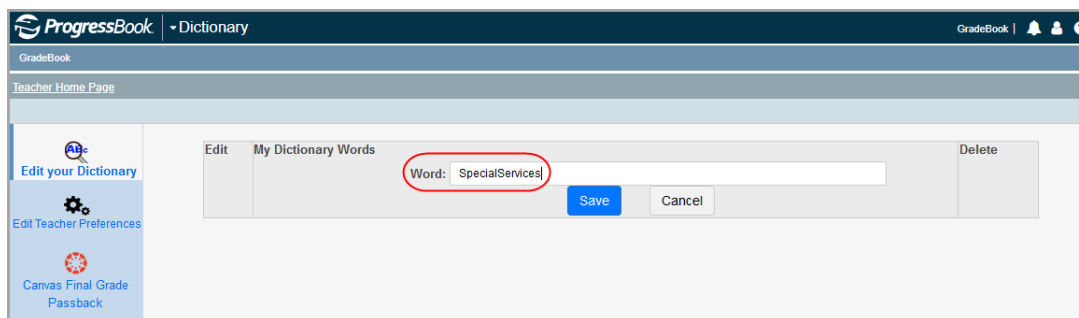 ProgressBook Dictionary GradeBook |
GradeBook
Teacher Home Page
ABc
Edit your Dictionary
Edit Teacher Preferences
Canvas Final Grade
Passback
Edit My Dictionary Words Delete
Word: SpecialServices
Save Cancel